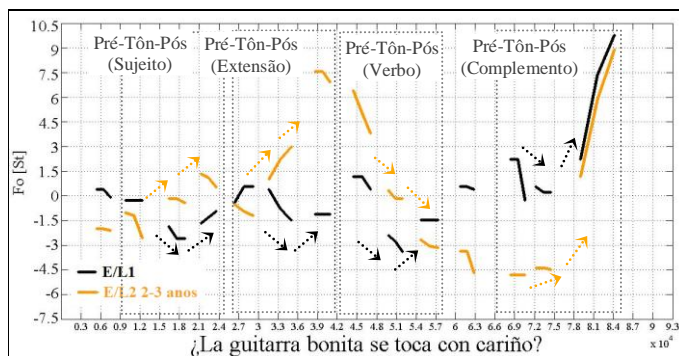 10.5
9
7.5
6
4.5
3
1.5
0
-1.5
-3
-4.5
-6
-7.5
Fo [St]
Pré-Tôn-Pós
(Sujeito)
Pré-Tôn-Pós
(Extensão)
Pré-Tôn-Pós
(Verbo)
Pré-Tôn-Pós
(Complemento)
E/L1
E/L2 2-3 anos
0.3 0.6 0.9 1.2 1.5 1.8 2.1 2.4 2.7 3 3.3 3.6 3.9 4.2 4.5 4.8 5.1 5.4 5.7 6 6.3 6.6 6.9 7.2 7.5 7.8 8.1 8.4 8.7 9 9.3
x 10⁴
¿La guitarra bonita se toca con cariño?